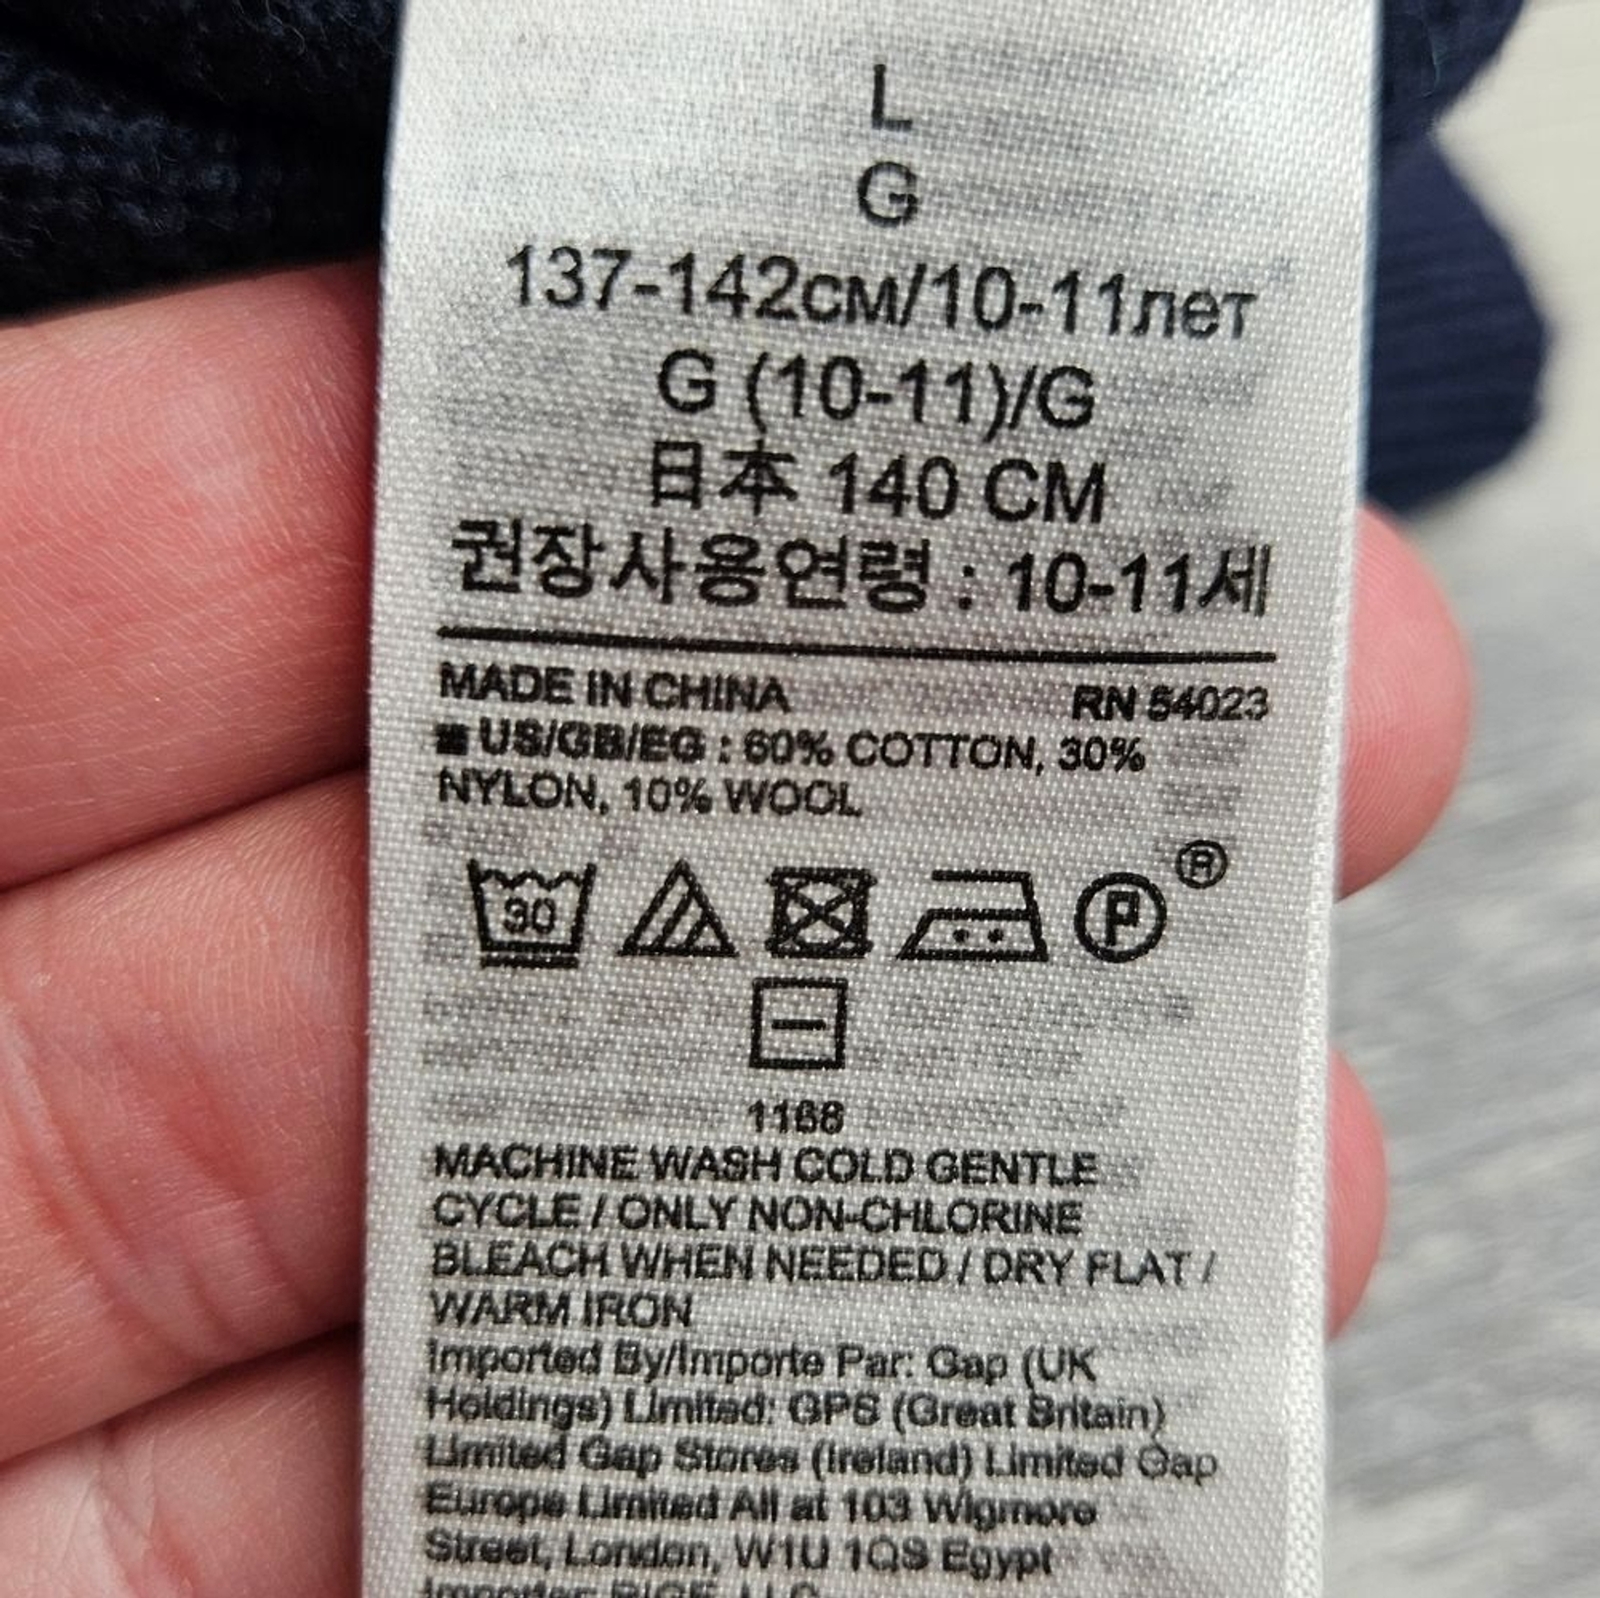 L
G
137-142см/10-11лет
G (10-11)/G
日本 140 CM
권장사용연령 : 10-11세
MADE IN CHINA RN 54023
■ US/GB/EG : 60% COTTON, 30%
NYLON, 10% WOOL
30 P ®
1168
MACHINE WASH COLD GENTLE
CYCLE / ONLY NON-CHLORINE
BLEACH WHEN NEEDED / DRY FLAT /
WARM IRON
Imported By/Importe Par: Gap (UK
Holdings) Limited: GPS (Great Britain)
Limited Gap Stores (Ireland) Limited Gap
Europe Limited All at 103 Wigmore
Street, London, W1U 1QS Egypt